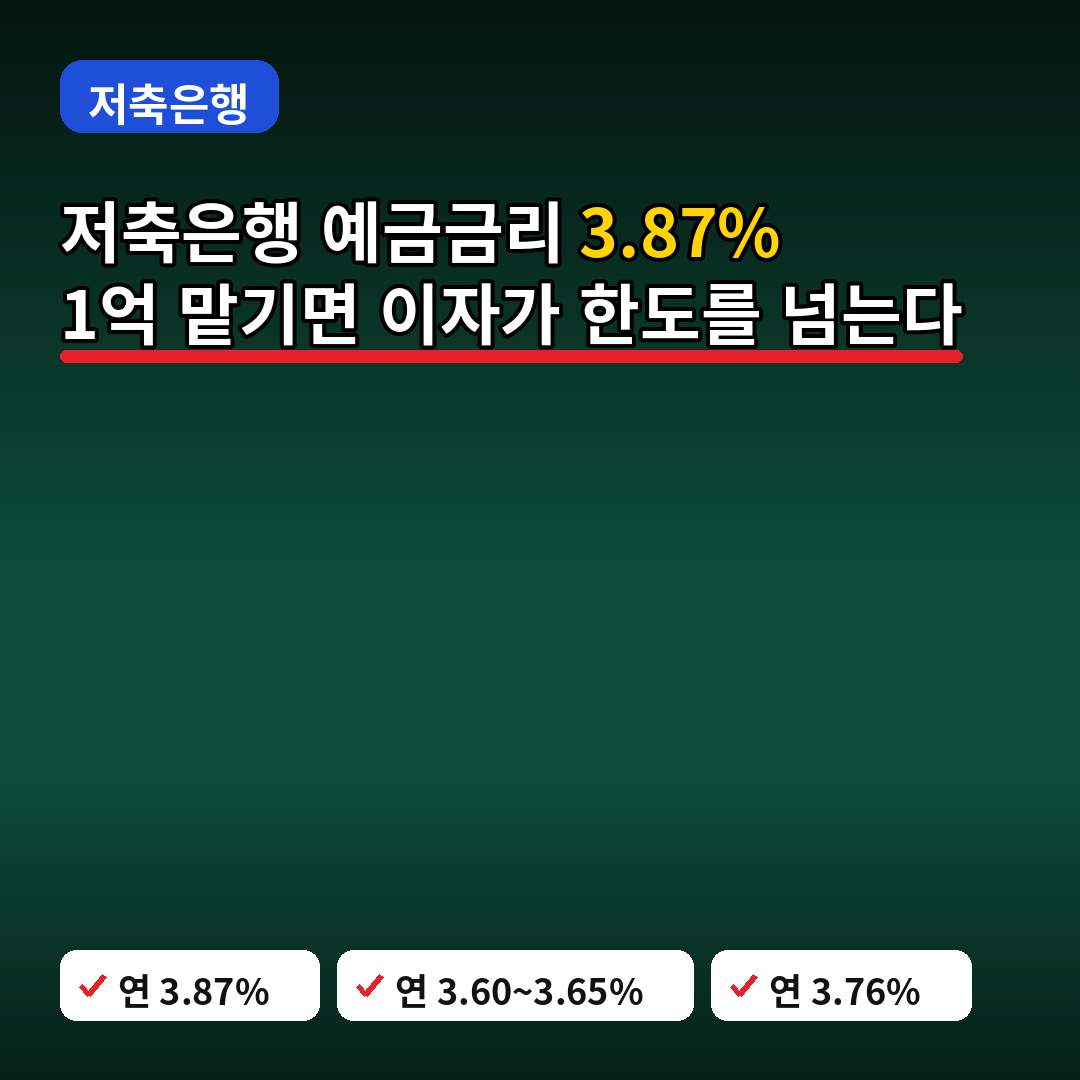 저축은행
저축은행 예금금리 3.87%
1억 맡기면 이자가 한도를 넘는다
연 3.87%
연 3.60~3.65%
연 3.76%